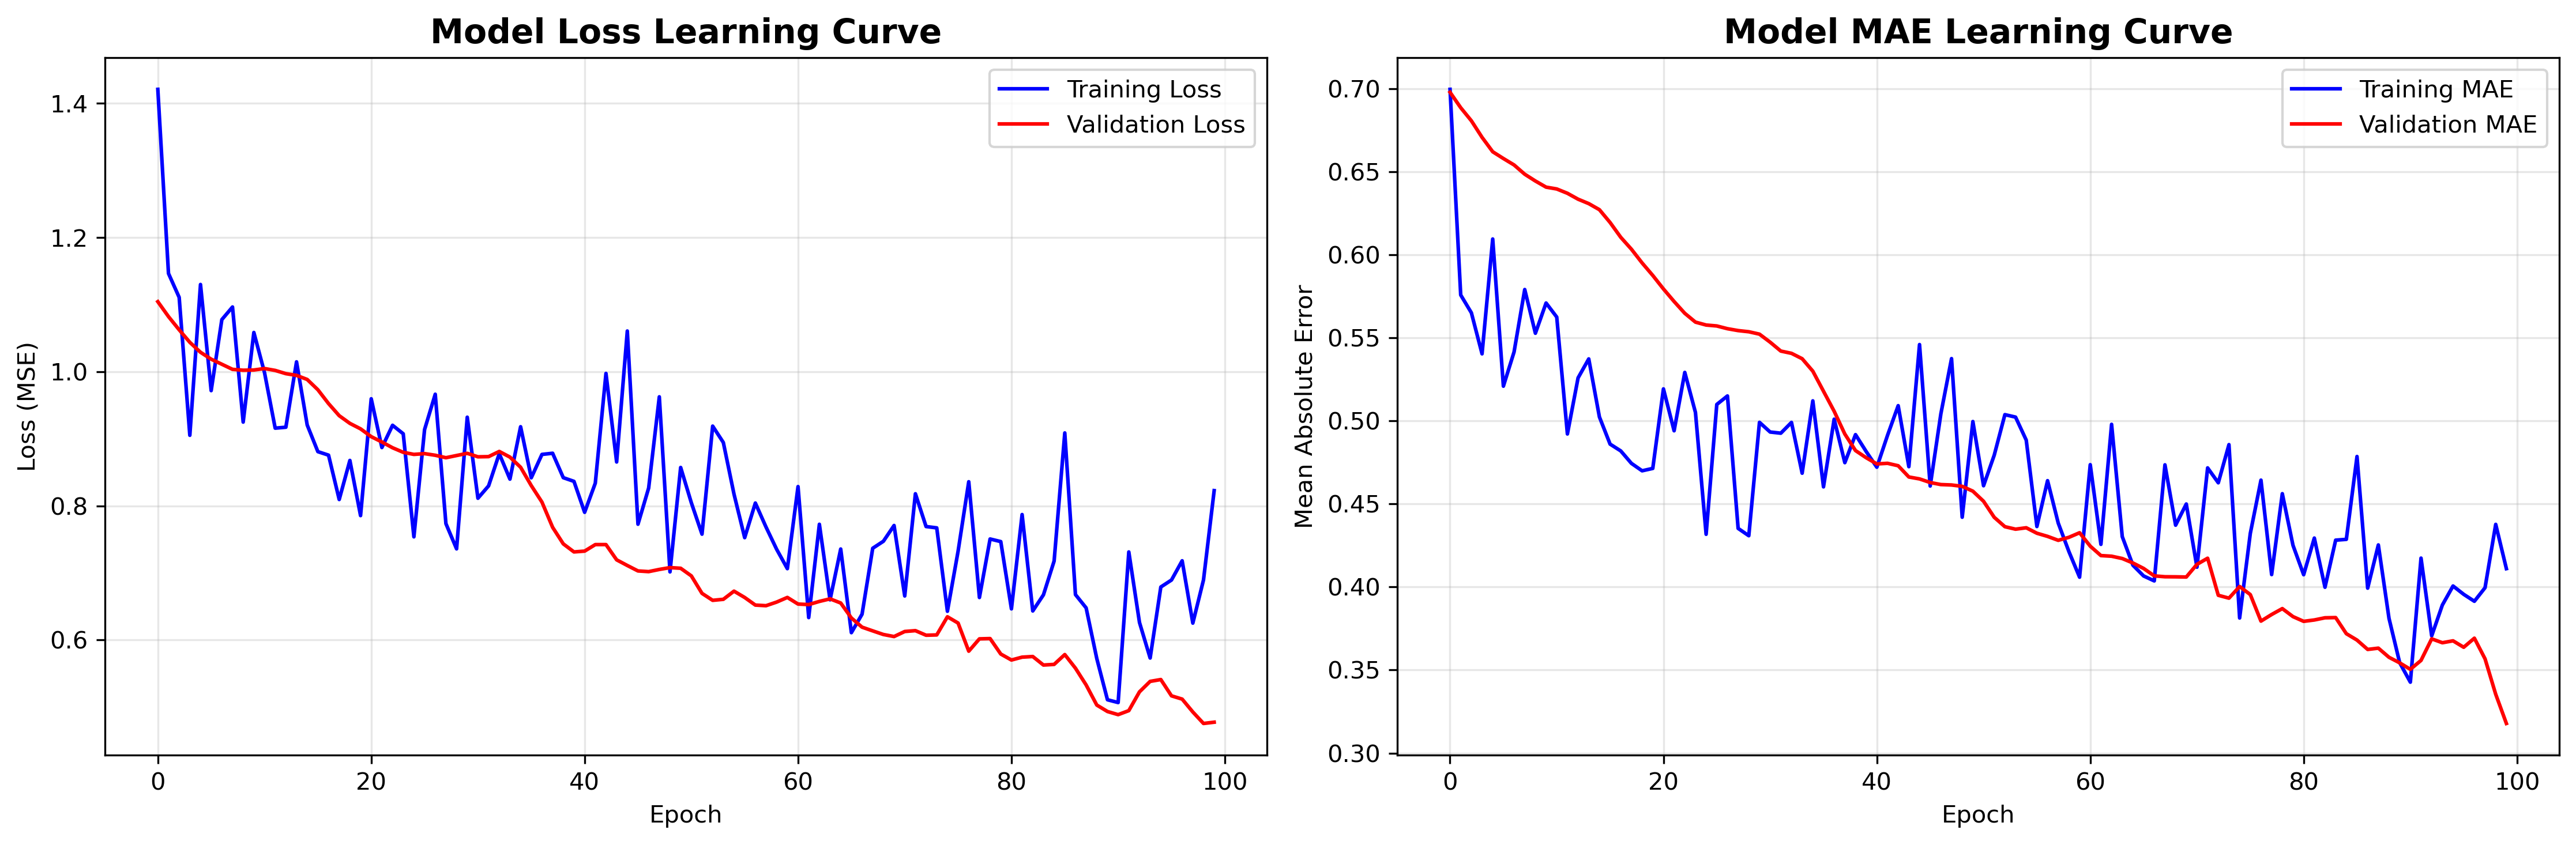 Model Loss Learning Curve
Training Loss
Validation Loss
Loss (MSE)
1.4
1.2
1.0
0.8
0.6
0
20
40
60
80
100
Epoch
Model MAE Learning Curve
Training MAE
Validation MAE
Mean Absolute Error
0.70
0.65
0.60
0.55
0.50
0.45
0.40
0.35
0.30
0
20
40
60
80
100
Epoch